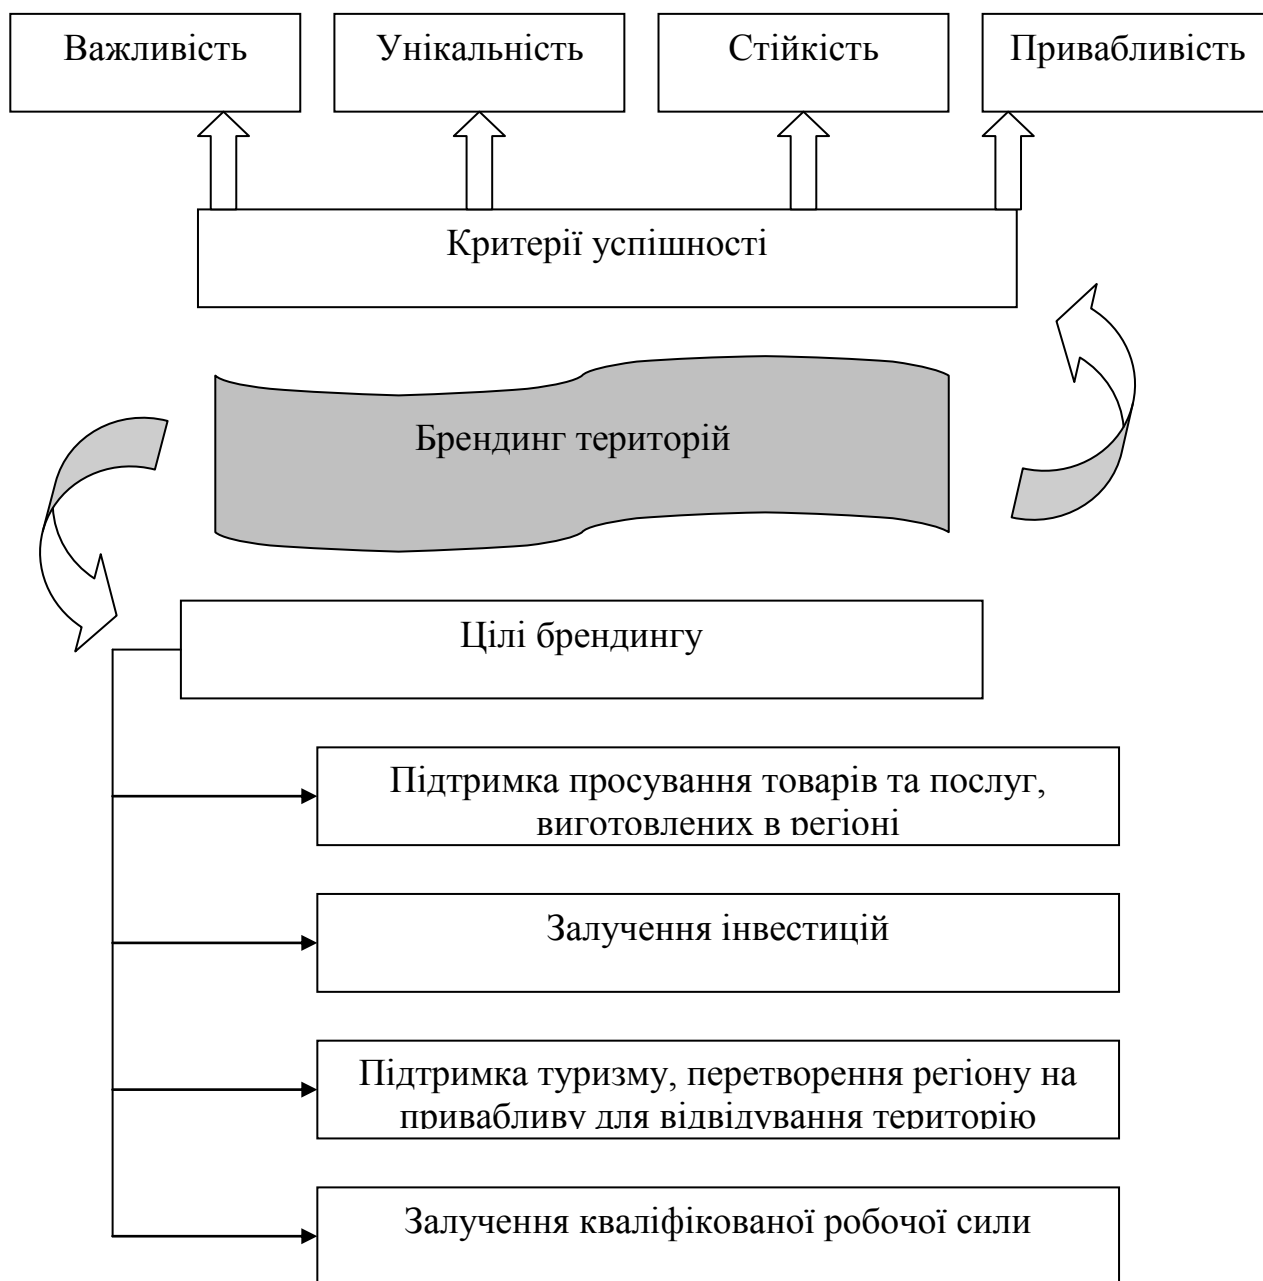 Важливість
Унікальність
Стійкість
Привабливість
Критерії успішності
Брендинг територій
Цілі брендингу
Підтримка просування товарів та послуг,
виготовлених в регіоні
Залучення інвестицій
Підтримка туризму, перетворення регіону на
привабливу для відвідування територію
Залучення кваліфікованої робочої сили